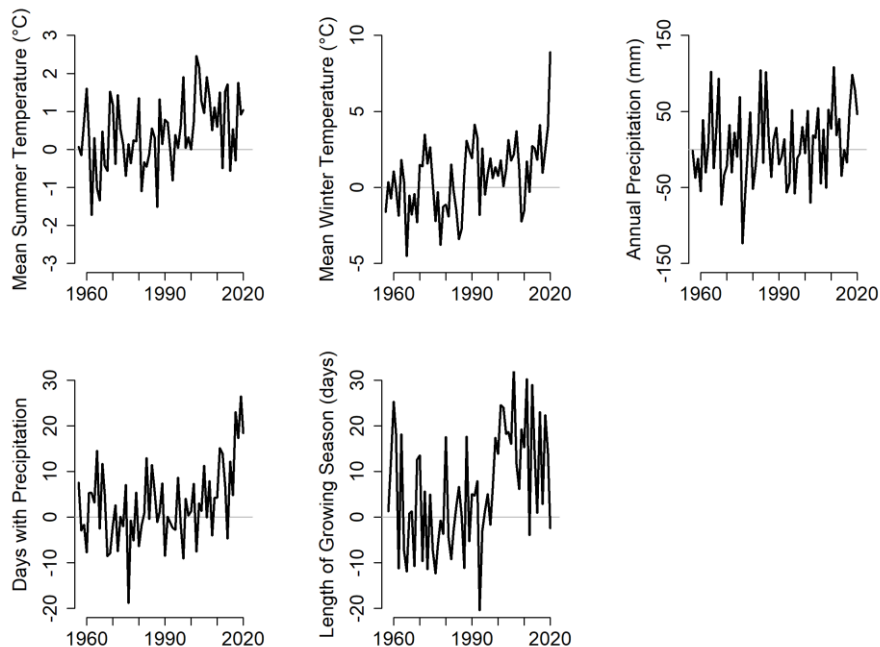 Mean Summer Temperature (°C)
3
2
1
0
-1
-2
-3
1960 1990 2020
Mean Winter Temperature (°C)
10
5
0
-5
1960 1990 2020
Annual Precipitation (mm)
150
50
-50
-150
1960 1990 2020
Days with Precipitation
30
20
10
0
-10
-20
1960 1990 2020
Length of Growing Season (days)
30
20
10
0
-10
-20
1960 1990 2020